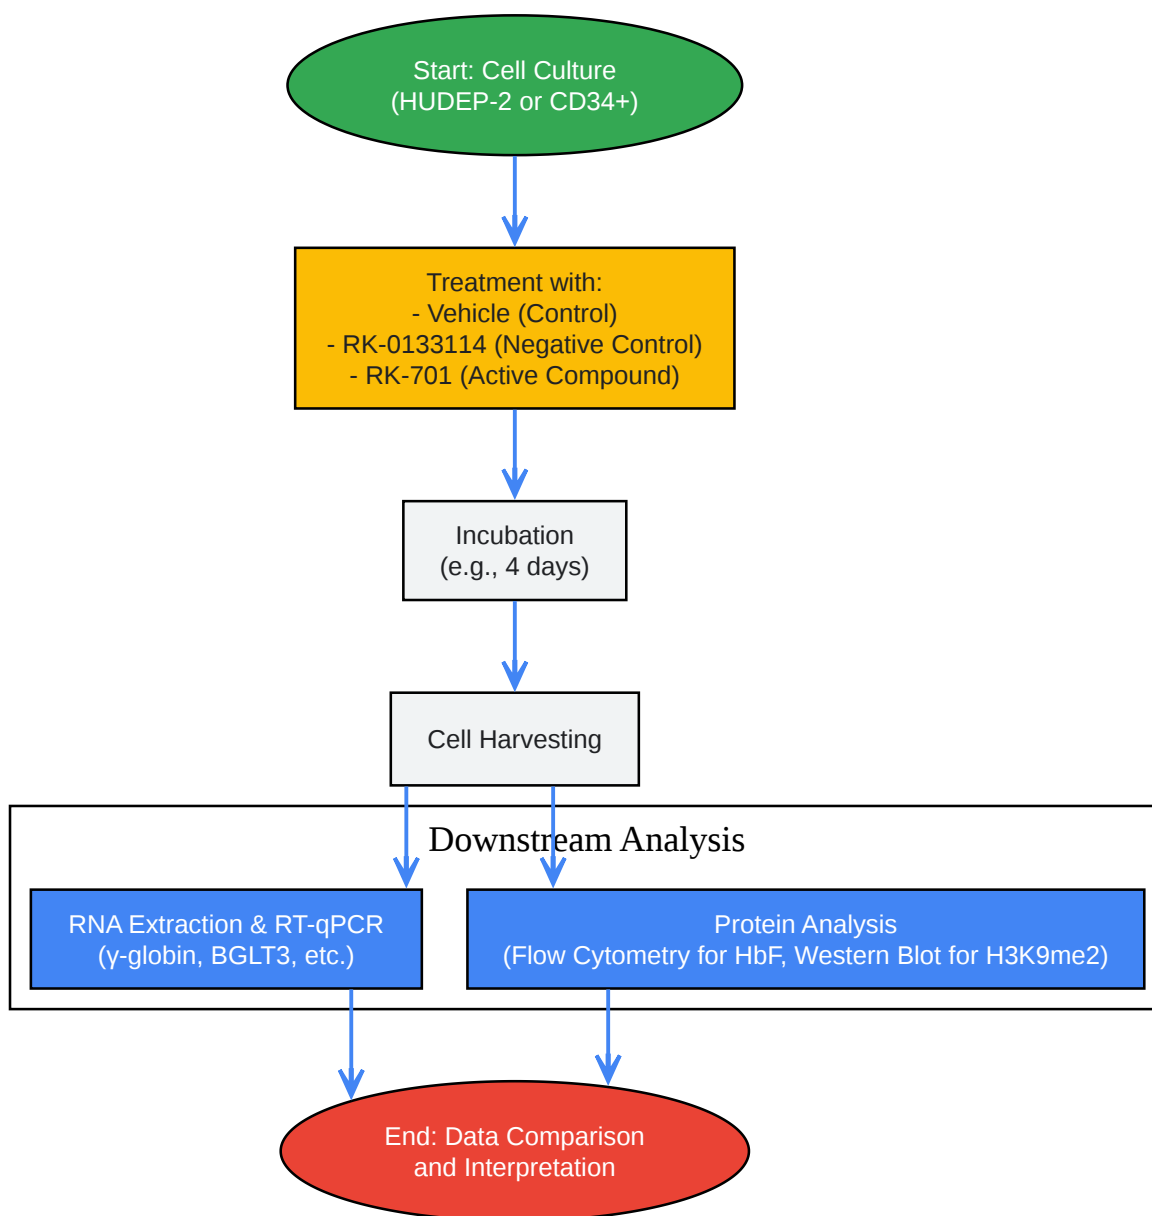 Start: Cell Culture
(HUDEP-2 or CD34+)
Treatment with:
- Vehicle (Control)
- RK-0133114 (Negative Control)
- RK-701 (Active Compound)
Incubation
(e.g., 4 days)
Cell Harvesting
Downstream Analysis
RNA Extraction & RT-qPCR
(γ-globin, BGLT3, etc.)
Protein Analysis
(Flow Cytometry for HbF, Western Blot for H3K9me2)
End: Data Comparison
and Interpretation